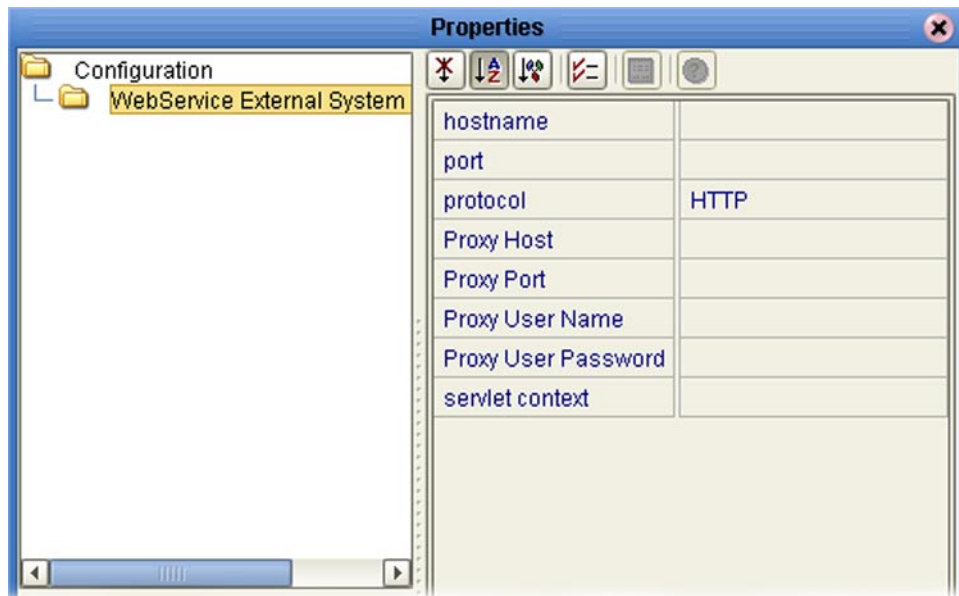 Properties
Configuration
WebService External System
hostname
port
protocol HTTP
Proxy Host
Proxy Port
Proxy User Name
Proxy User Password
servlet context